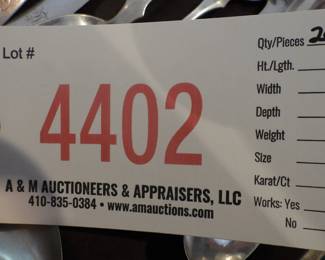 Lot #
4402
A & M AUCTIONEERS & APPRAISERS, LLC
410-835-0384 • www.amauctions.com
Qty/Pieces
Ht./Lgth.
Width
Depth
Weight
Size
Karat/Ct
Works: Yes
No